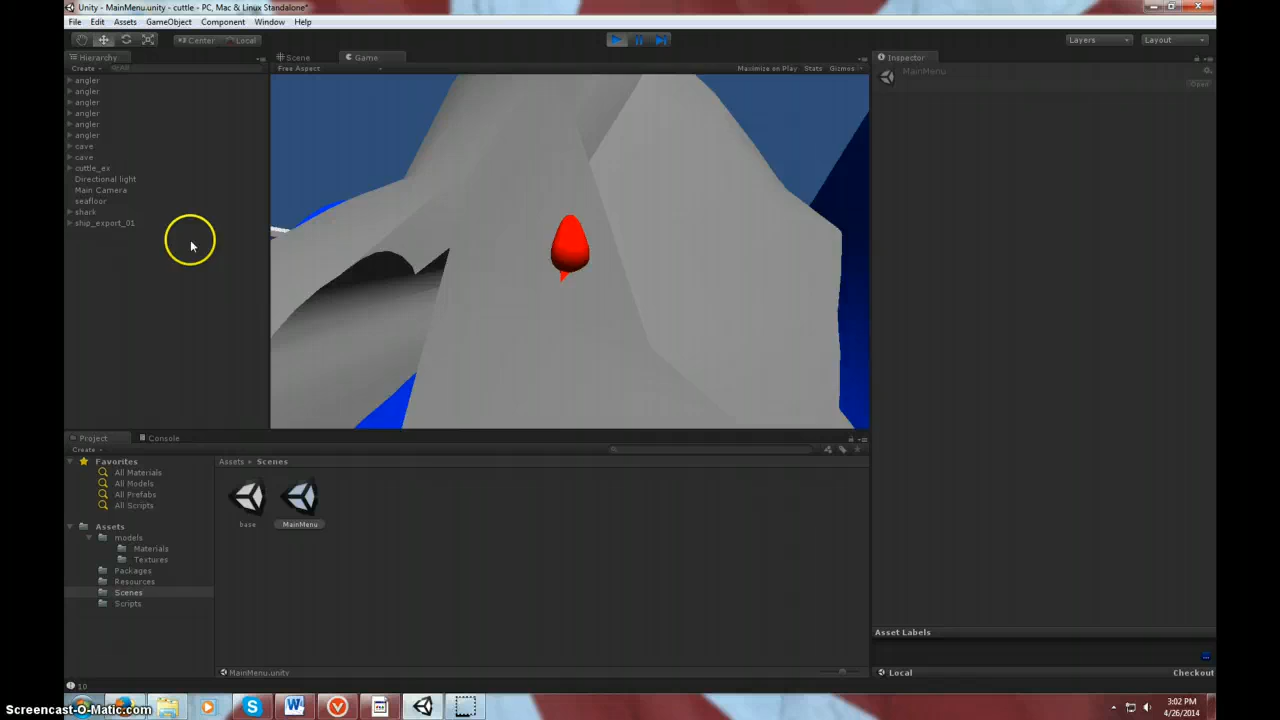 Unity - MainMenu.unity - cuttle - PC, Mac & Linux Standalone*
File Edit Assets GameObject Component Window Help
Center Local Layers Layout
Hierarchy Scene Game Inspector
Create Free Aspect Maximize on Play Stats Gizmos MainMenu
Open
angler
angler
angler
angler
angler
angler
cave
cave
cuttle_ex
Directional light
Main Camera
seafloor
shark
ship_export_01
Project Console
Create
Favorites Assets Scenes
All Materials
All Models
All Prefabs
All Scripts
base MainMenu
Assets
models
Materials
Textures
Packages
Resources
Scenes
Scripts
Asset Labels
MainMenu.unity Local Checkout
10
3:02 PM
4/26/2014
Screencast-O-Matic.com